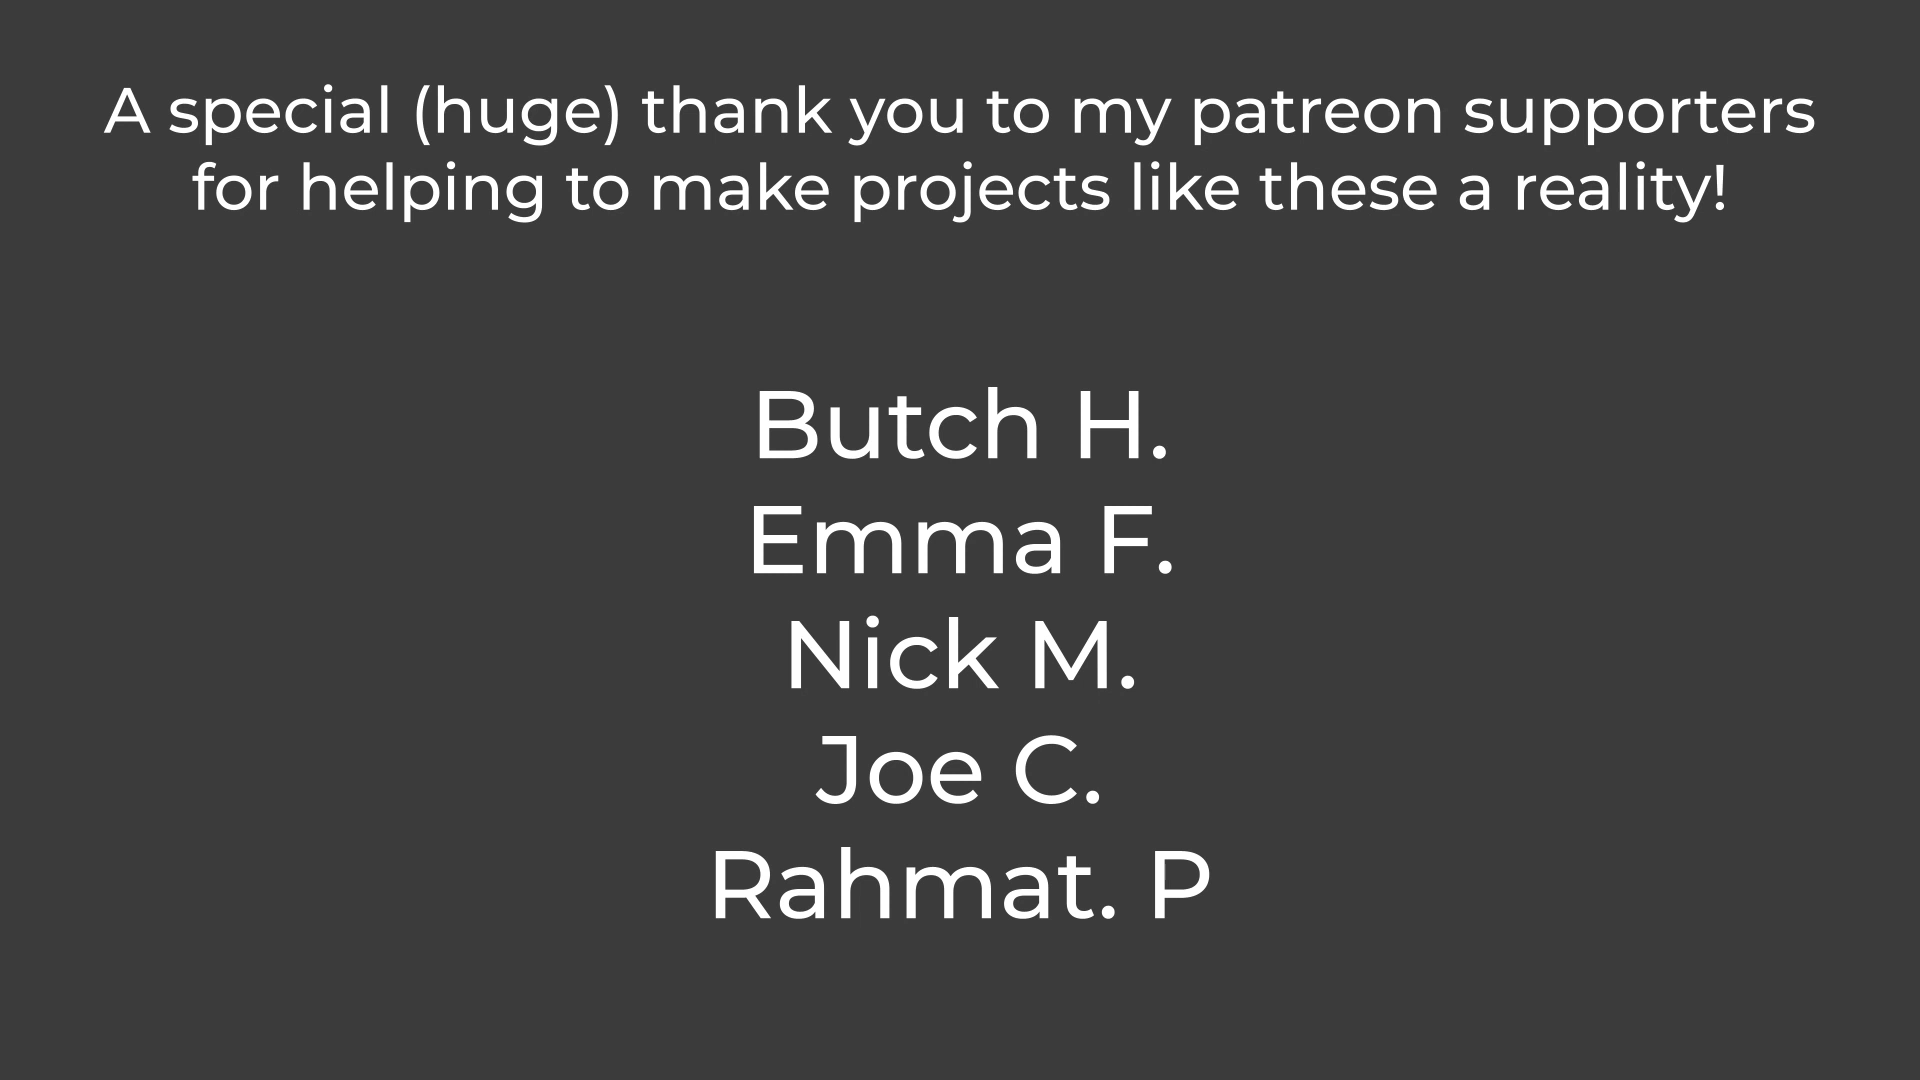 A special (huge) thank you to my patreon supporters
for helping to make projects like these a reality!
Butch H.
Emma F.
Nick M.
Joe C.
Rahmat. P